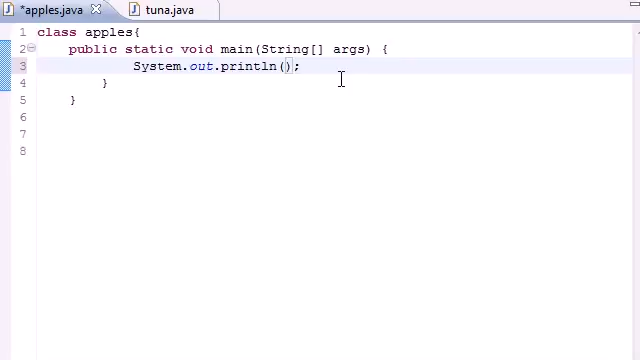 *apples.java
tuna.java
1 class apples{
2 public static void main(String[] args) {
3 System.out.println();
4 }
5 }
6
7
8